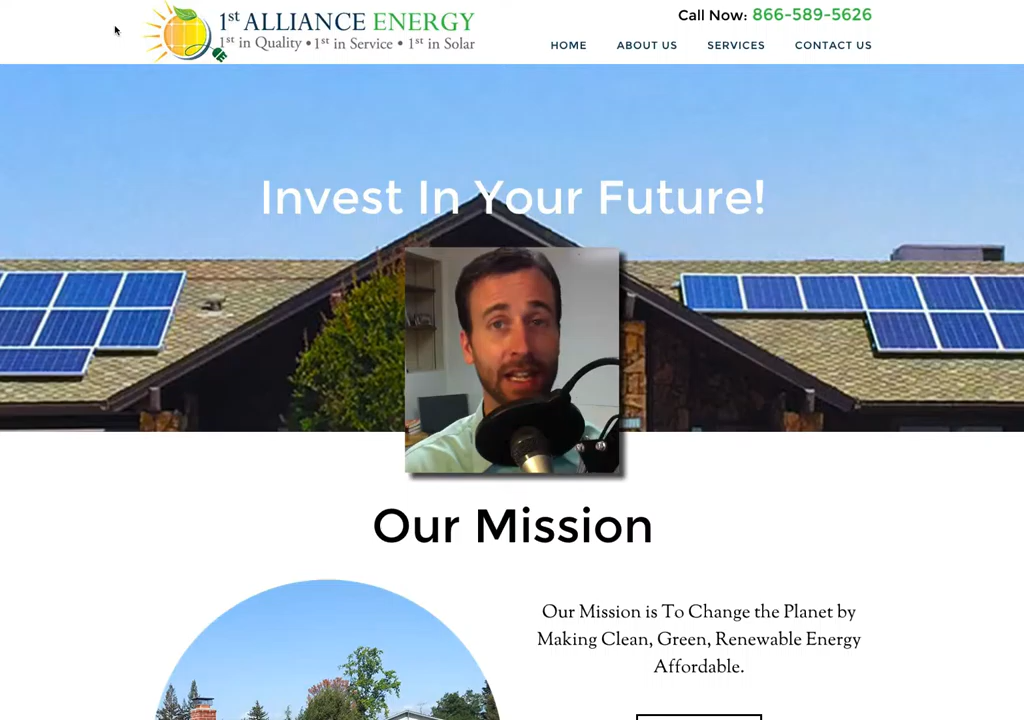 Call Now: 866-589-5626
1st ALLIANCE ENERGY
1st in Quality • 1st in Service • 1st in Solar
HOME ABOUT US SERVICES CONTACT US
Invest In Your Future!
Our Mission
Our Mission is To Change the Planet by
Making Clean, Green, Renewable Energy
Affordable.